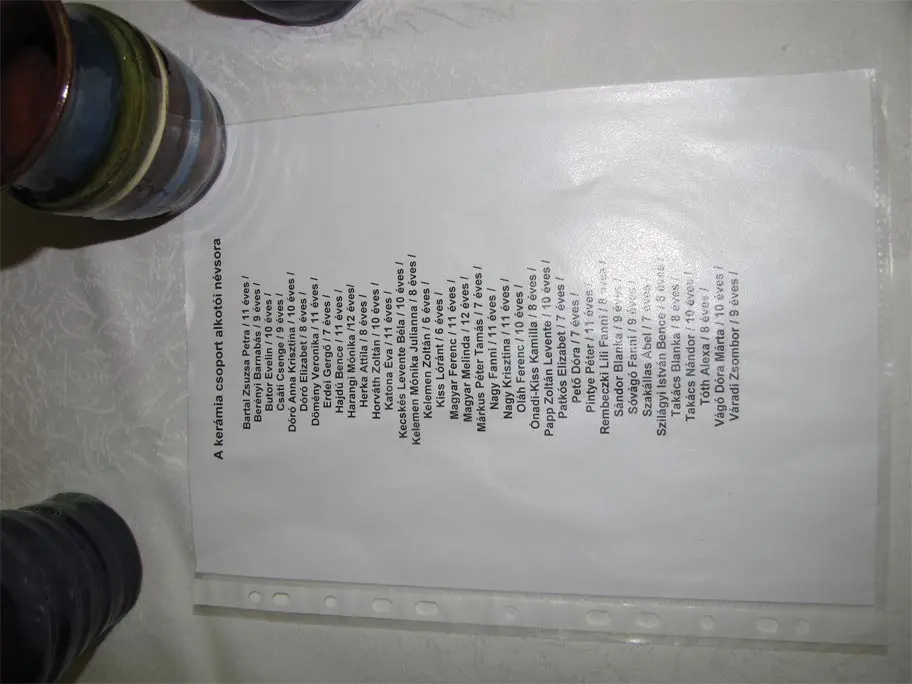 A kerámia csoport alkotói névsora
Bartal Zsuzsa Petra / 11 éves /
Berényi Barnabás / 9 éves /
Butor Evelin / 10 éves /
Csáti Csenge / 9 éves /
Dóró Anna Krisztina / 10 éves /
Dóró Elizabet / 8 éves /
Dömény Veronika / 11 éves /
Erdei Gergő / 7 éves /
Hajdú Bence / 11 éves /
Harangi Mónika /12 éves/
Herka Attila / 8 éves /
Horváth Zoltán / 10 éves /
Katona Éva / 11 éves /
Kecskés Levente Béla / 10 éves /
Kelemen Mónika Julianna / 8 éves /
Kelemen Zoltán / 6 éves /
Kiss Lóránt / 6 éves /
Magyar Ferenc / 11 éves /
Magyar Melinda / 12 éves /
Márkus Péter Tamás / 7 éves /
Nagy Fanni / 11 éves /
Nagy Krisztina / 11 éves /
Oláh Ferenc / 10 éves /
Ónadi-Kiss Kamilla / 8 éves /
Papp Zoltán Levente / 10 éves /
Patkós Elizabet / 7 éves /
Pető Dóra / 7 éves /
Pintye Péter / 11 éves /
Rembeczki Lili Fanni / 8 éves /
Sándor Blanka / 9 éves /
Sóvágó Fanni / 9 éves /
Szakállas Ábel / 7 éves /
Szilágyi István Bence / éves /
Takács Blanka / 8 éves /
Takács Nándor / 10 éves /
Tóth Alexa / 8 éves /
Vágó Dóra Márta / 10 éves /
Váradi Zsombor / 9 éves /